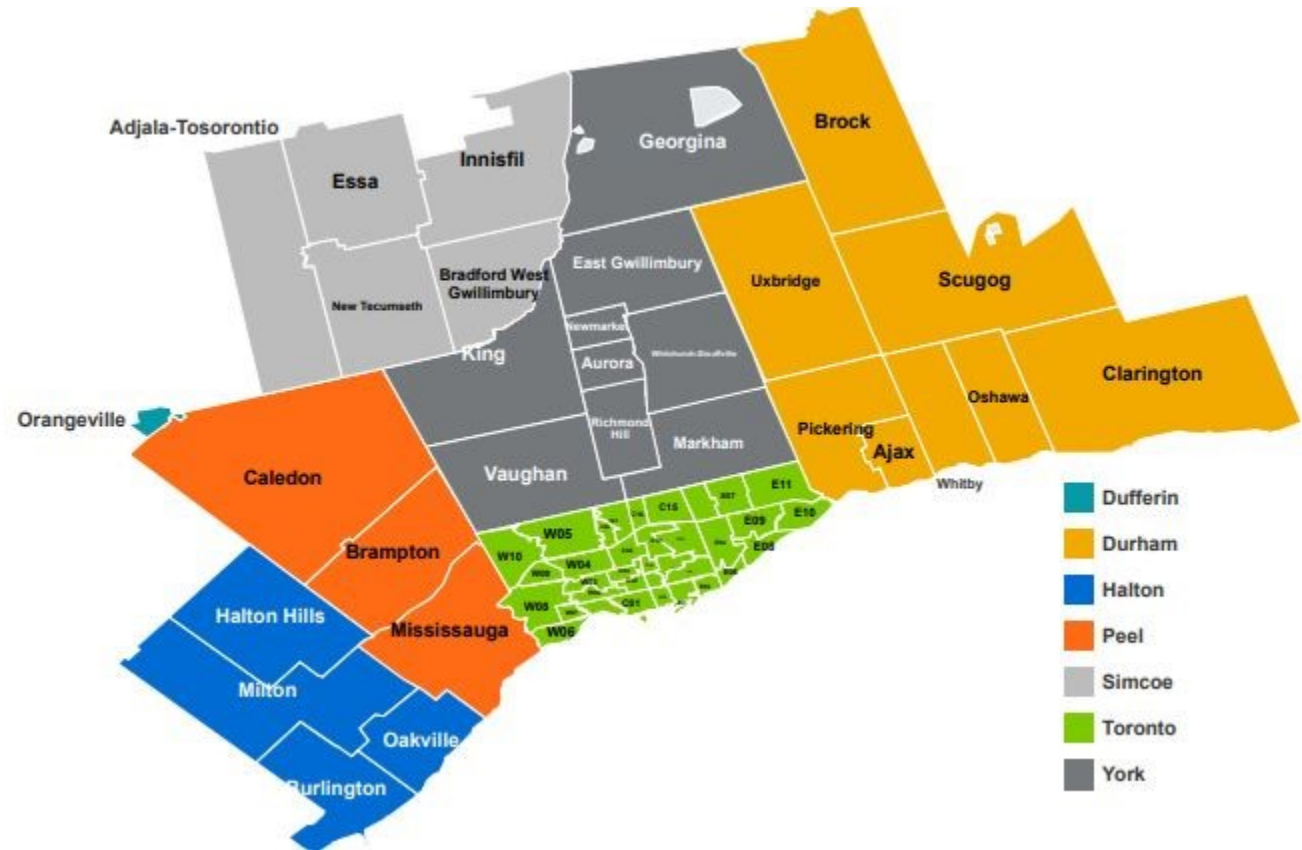 Adjala-Tosorontio
Essa
Innisfil
Georgina
Brock
New Tecumseth
Bradford West
Gwillimbury
East Gwillimbury
Uxbridge
Scugog
King
Newmarket
Aurora
Whitchurch-Stouffville
Richmond
Hill
Clarington
Oshawa
Pickering
Ajax
Whitby
Orangeville
Caledon
Vaughan
Markham
Brampton
Mississauga
Halton Hills
Milton
Oakville
Burlington
W05
W10
W04
W08
W06
C01
C15
E07
E11
E10
E09
E08
Dufferin
Durham
Halton
Peel
Simcoe
Toronto
York